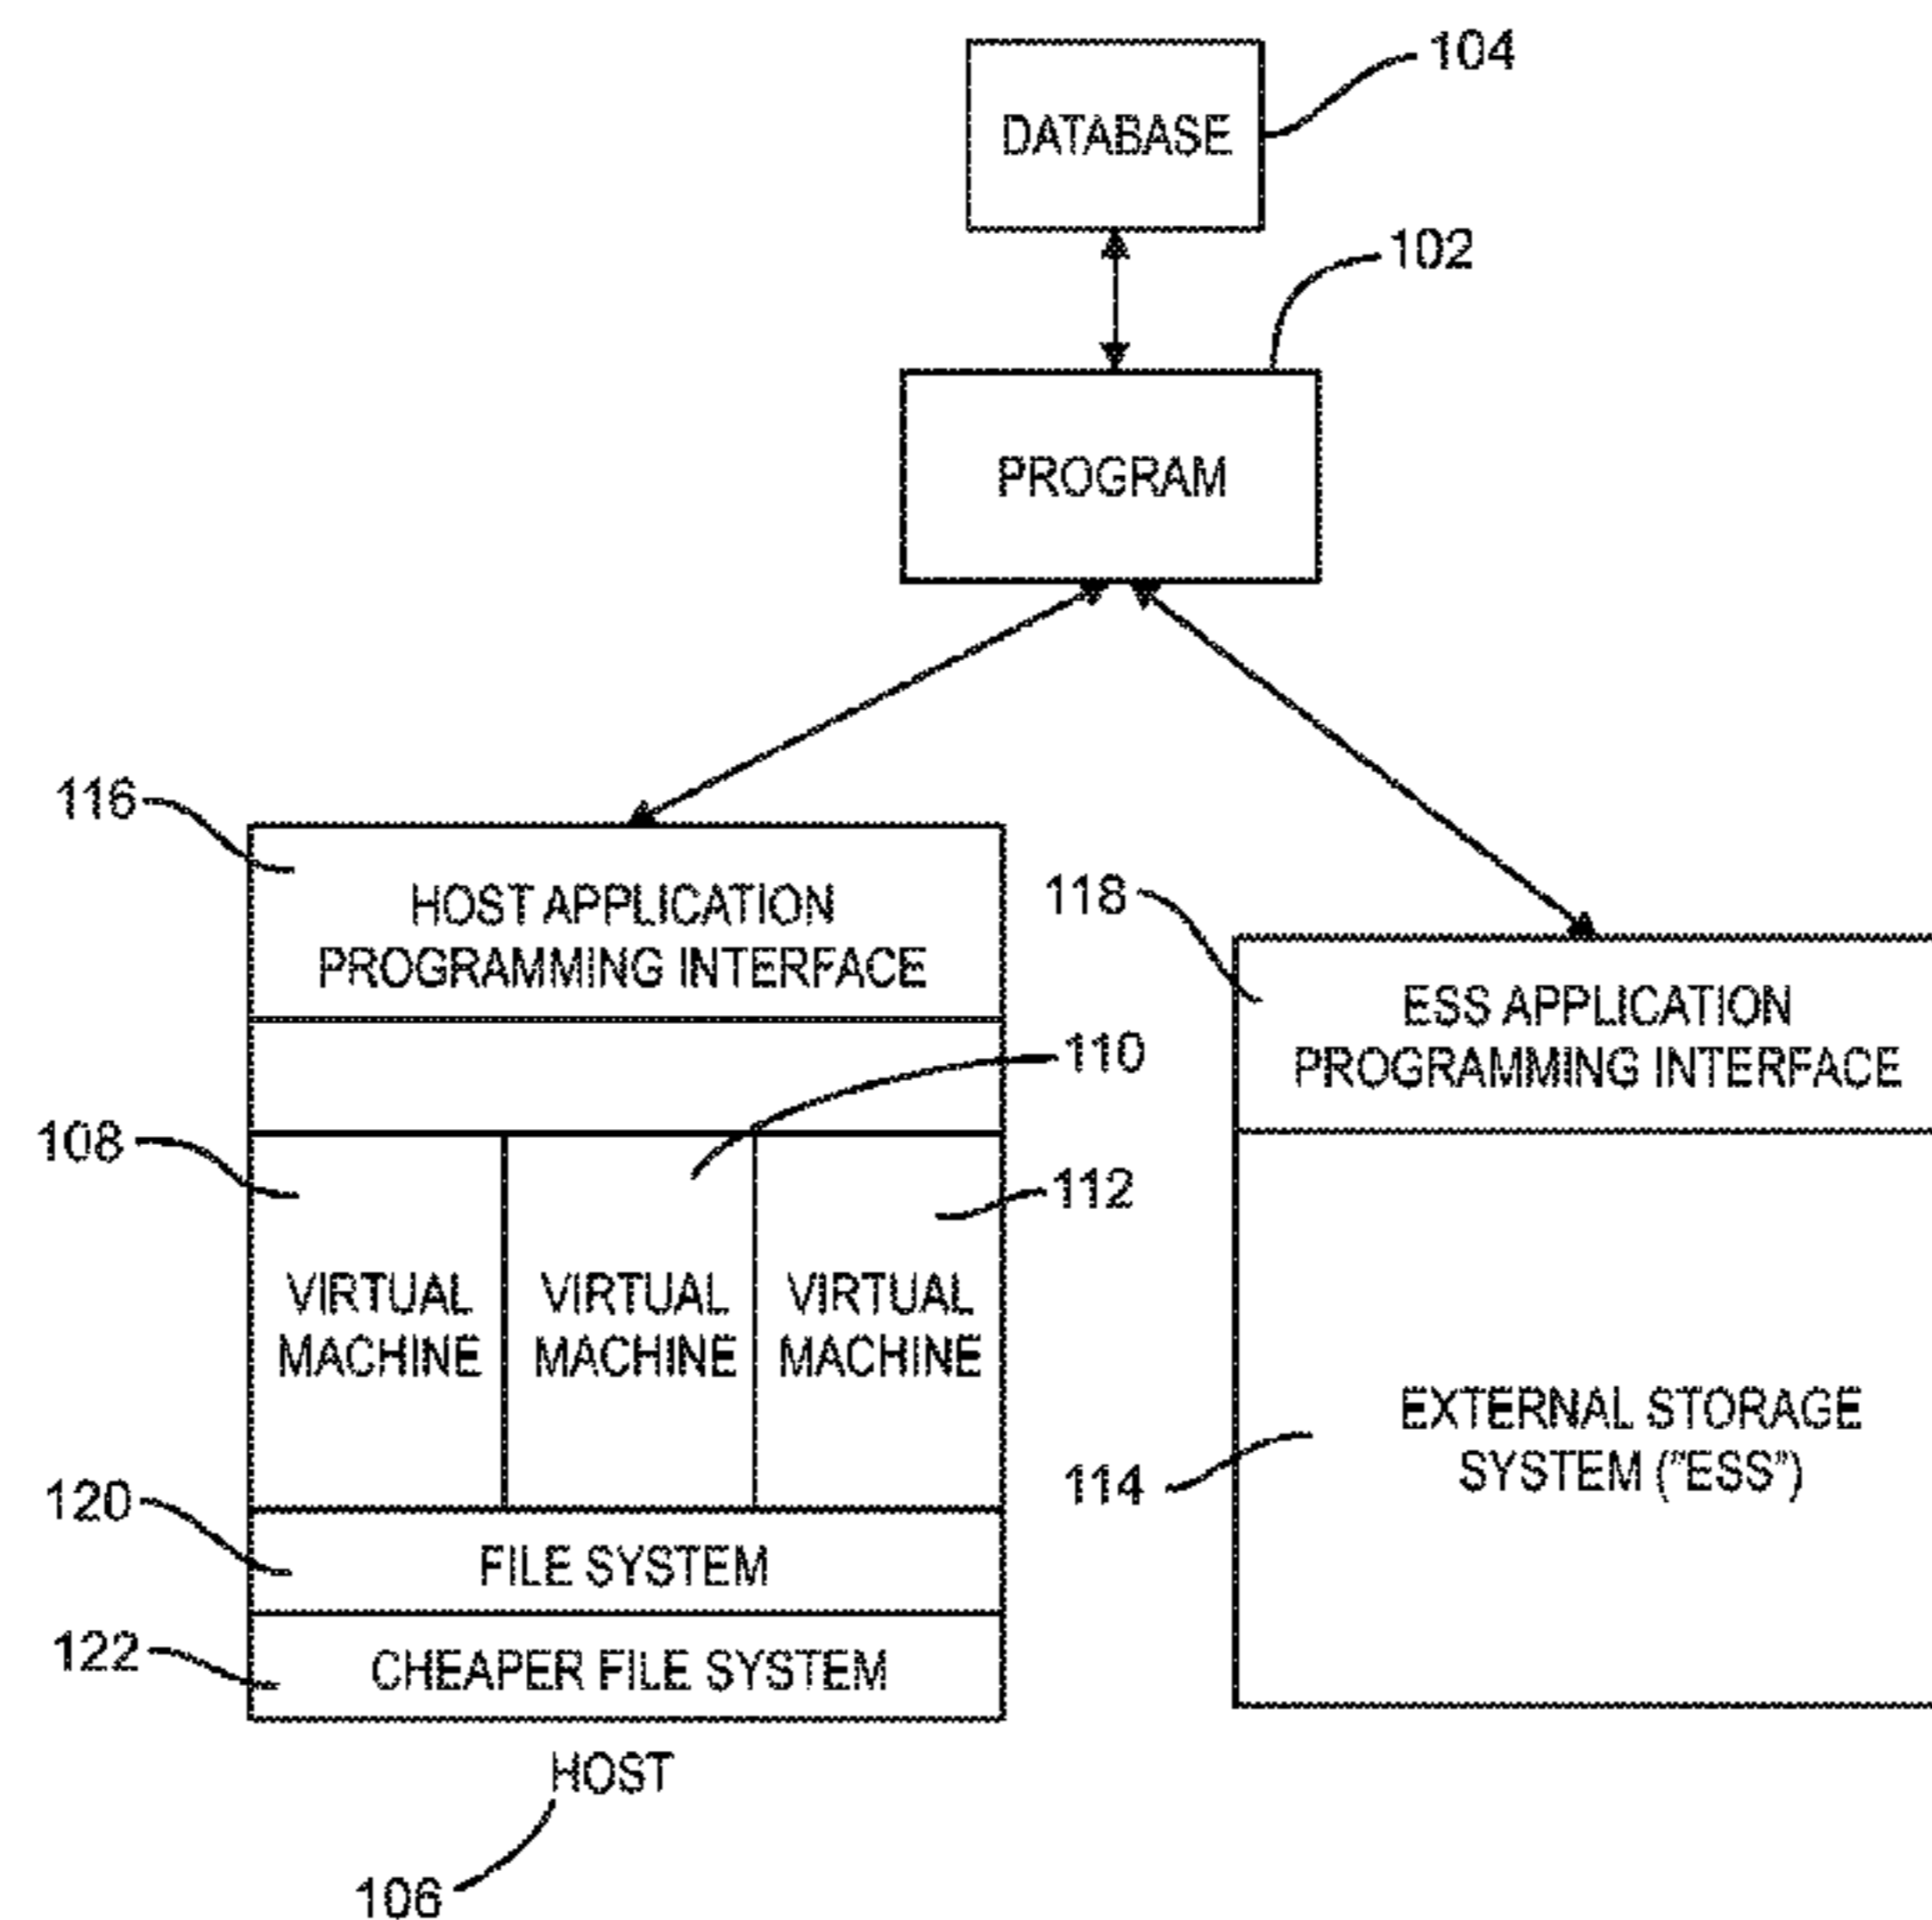 104
DATABASE
102
PROGRAM
116
HOST APPLICATION
PROGRAMMING INTERFACE
118
ESS APPLICATION
PROGRAMMING INTERFACE
110
108
112
VIRTUAL
MACHINE
VIRTUAL
MACHINE
VIRTUAL
MACHINE
EXTERNAL STORAGE
SYSTEM ("ESS")
114
120
FILE SYSTEM
122
CHEAPER FILE SYSTEM
HOST
106